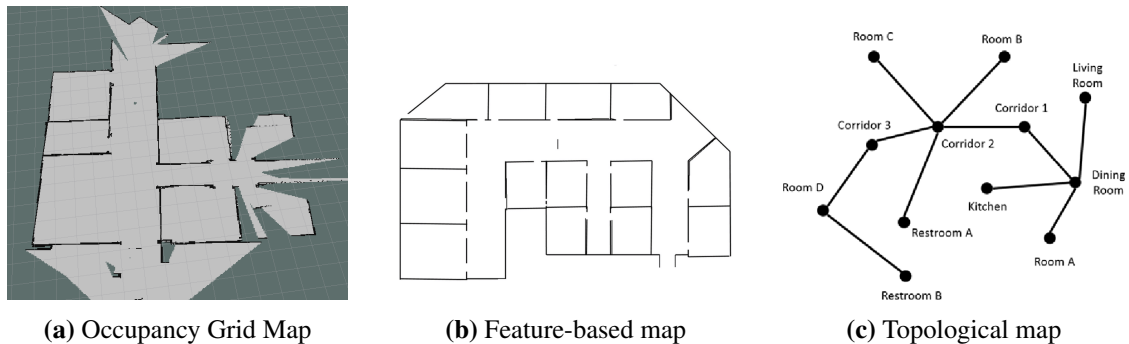 Room C
Room B
Living
Room
Corridor 1
Corridor 3
Corridor 2
Room D
Dining
Room
Kitchen
Restroom A
Room A
Restroom B
(a) Occupancy Grid Map
(b) Feature-based map
(c) Topological map